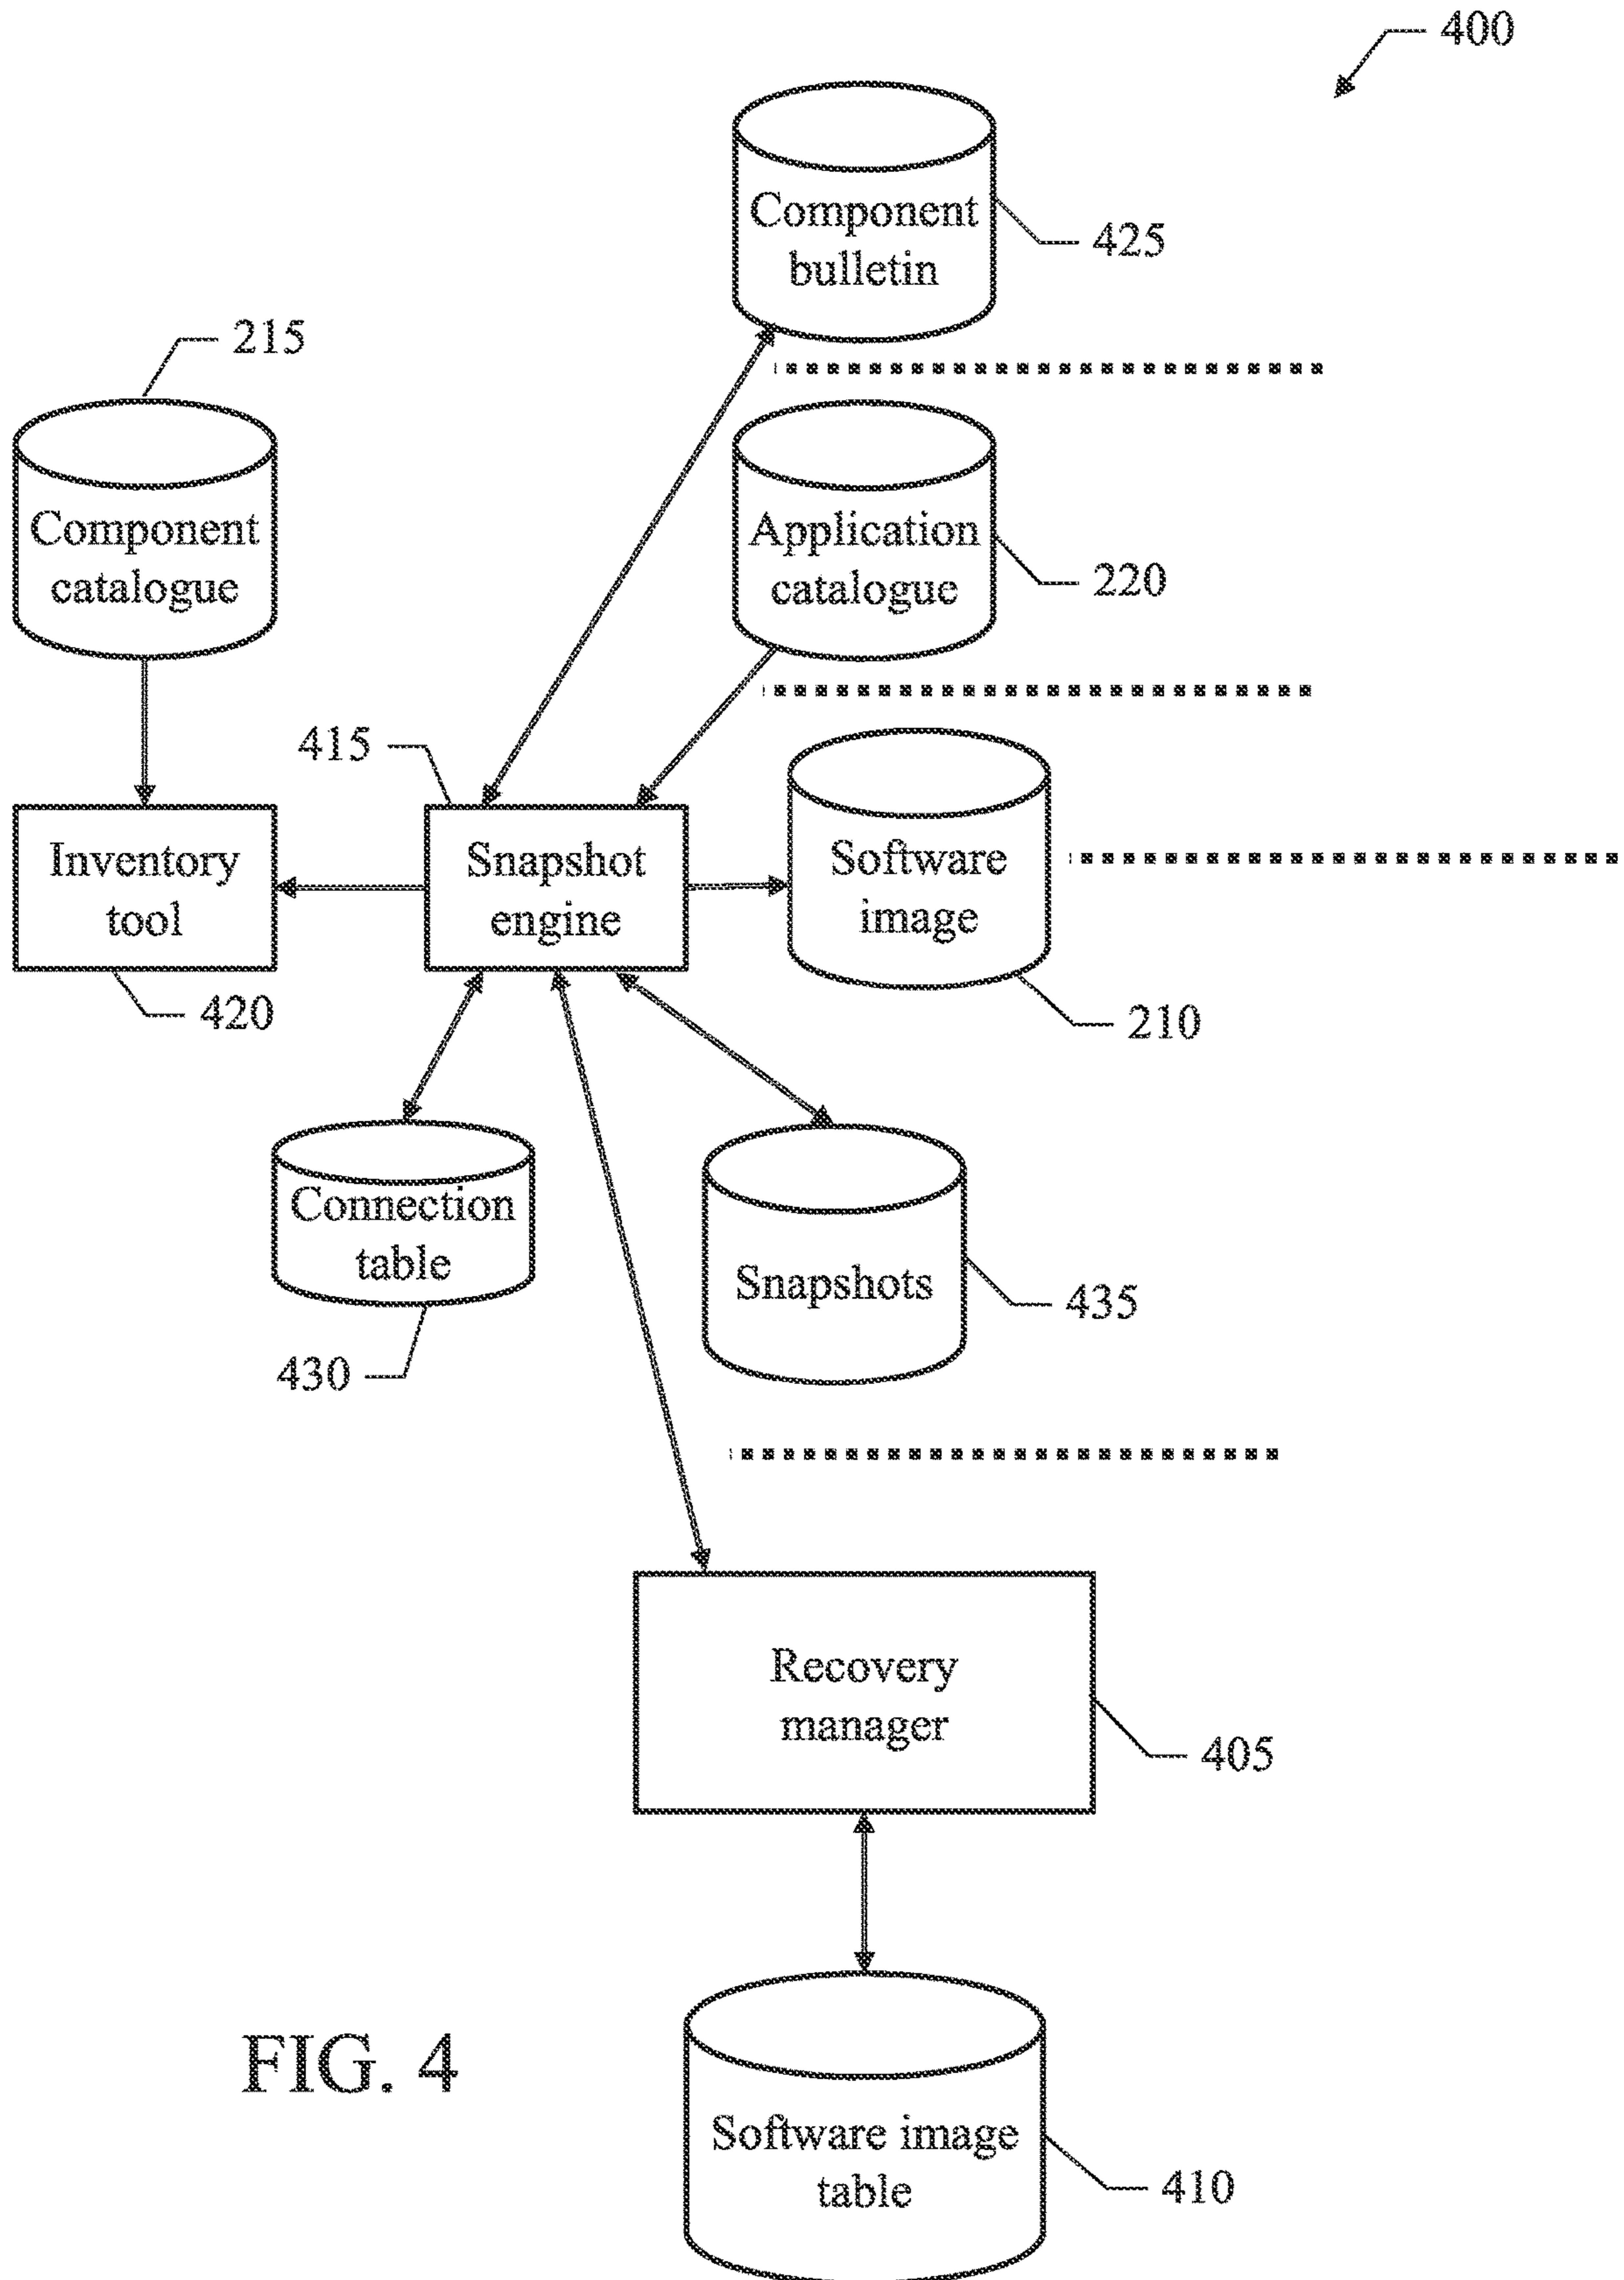 400
Component
bulletin
425
215
Component
catalogue
Application
catalogue
220
415
Inventory
tool
Snapshot
engine
Software
image
420
210
Connection
table
Snapshots
435
430
Recovery
manager
405
FIG. 4
Software image
table
410